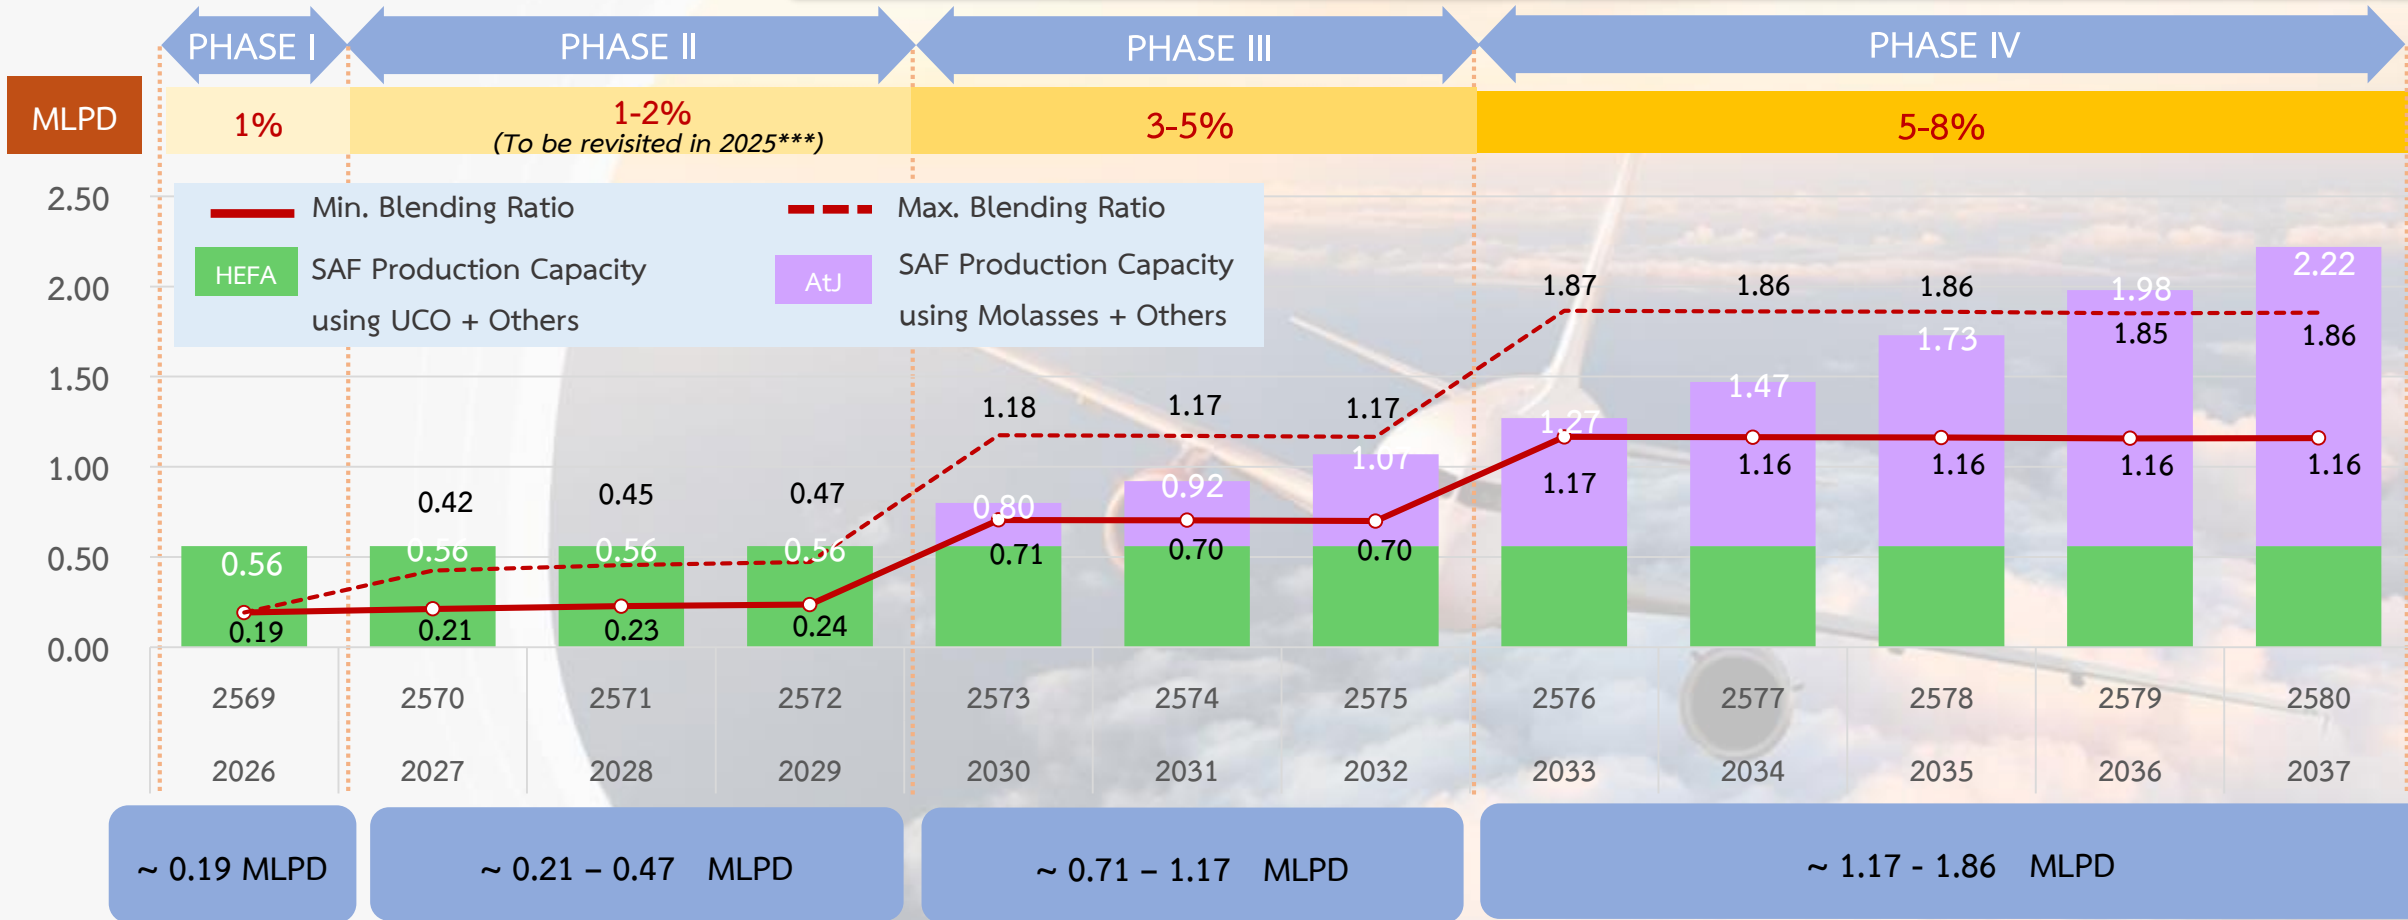 PHASE I
PHASE II
PHASE III
PHASE IV
MLPD
1%
1-2%
(To be revisited in 2025***)
3-5%
5-8%
Min. Blending Ratio
Max. Blending Ratio
HEFA
SAF Production Capacity
using UCO + Others
AtJ
SAF Production Capacity
using Molasses + Others
2.50
2.00
1.50
1.00
0.50
0.00
0.56
0.19
0.42
0.56
0.21
0.45
0.56
0.23
0.47
0.56
0.24
1.18
0.80
0.71
1.17
0.92
0.70
1.17
1.07
0.70
1.87
1.27
1.17
1.86
1.47
1.16
1.86
1.73
1.16
1.98
1.85
1.16
2.22
1.86
1.16
2569 2570 2571 2572 2573 2574 2575 2576 2577 2578 2579 2580
2026 2027 2028 2029 2030 2031 2032 2033 2034 2035 2036 2037
~ 0.19 MLPD
~ 0.21 – 0.47 MLPD
~ 0.71 – 1.17 MLPD
~ 1.17 - 1.86 MLPD